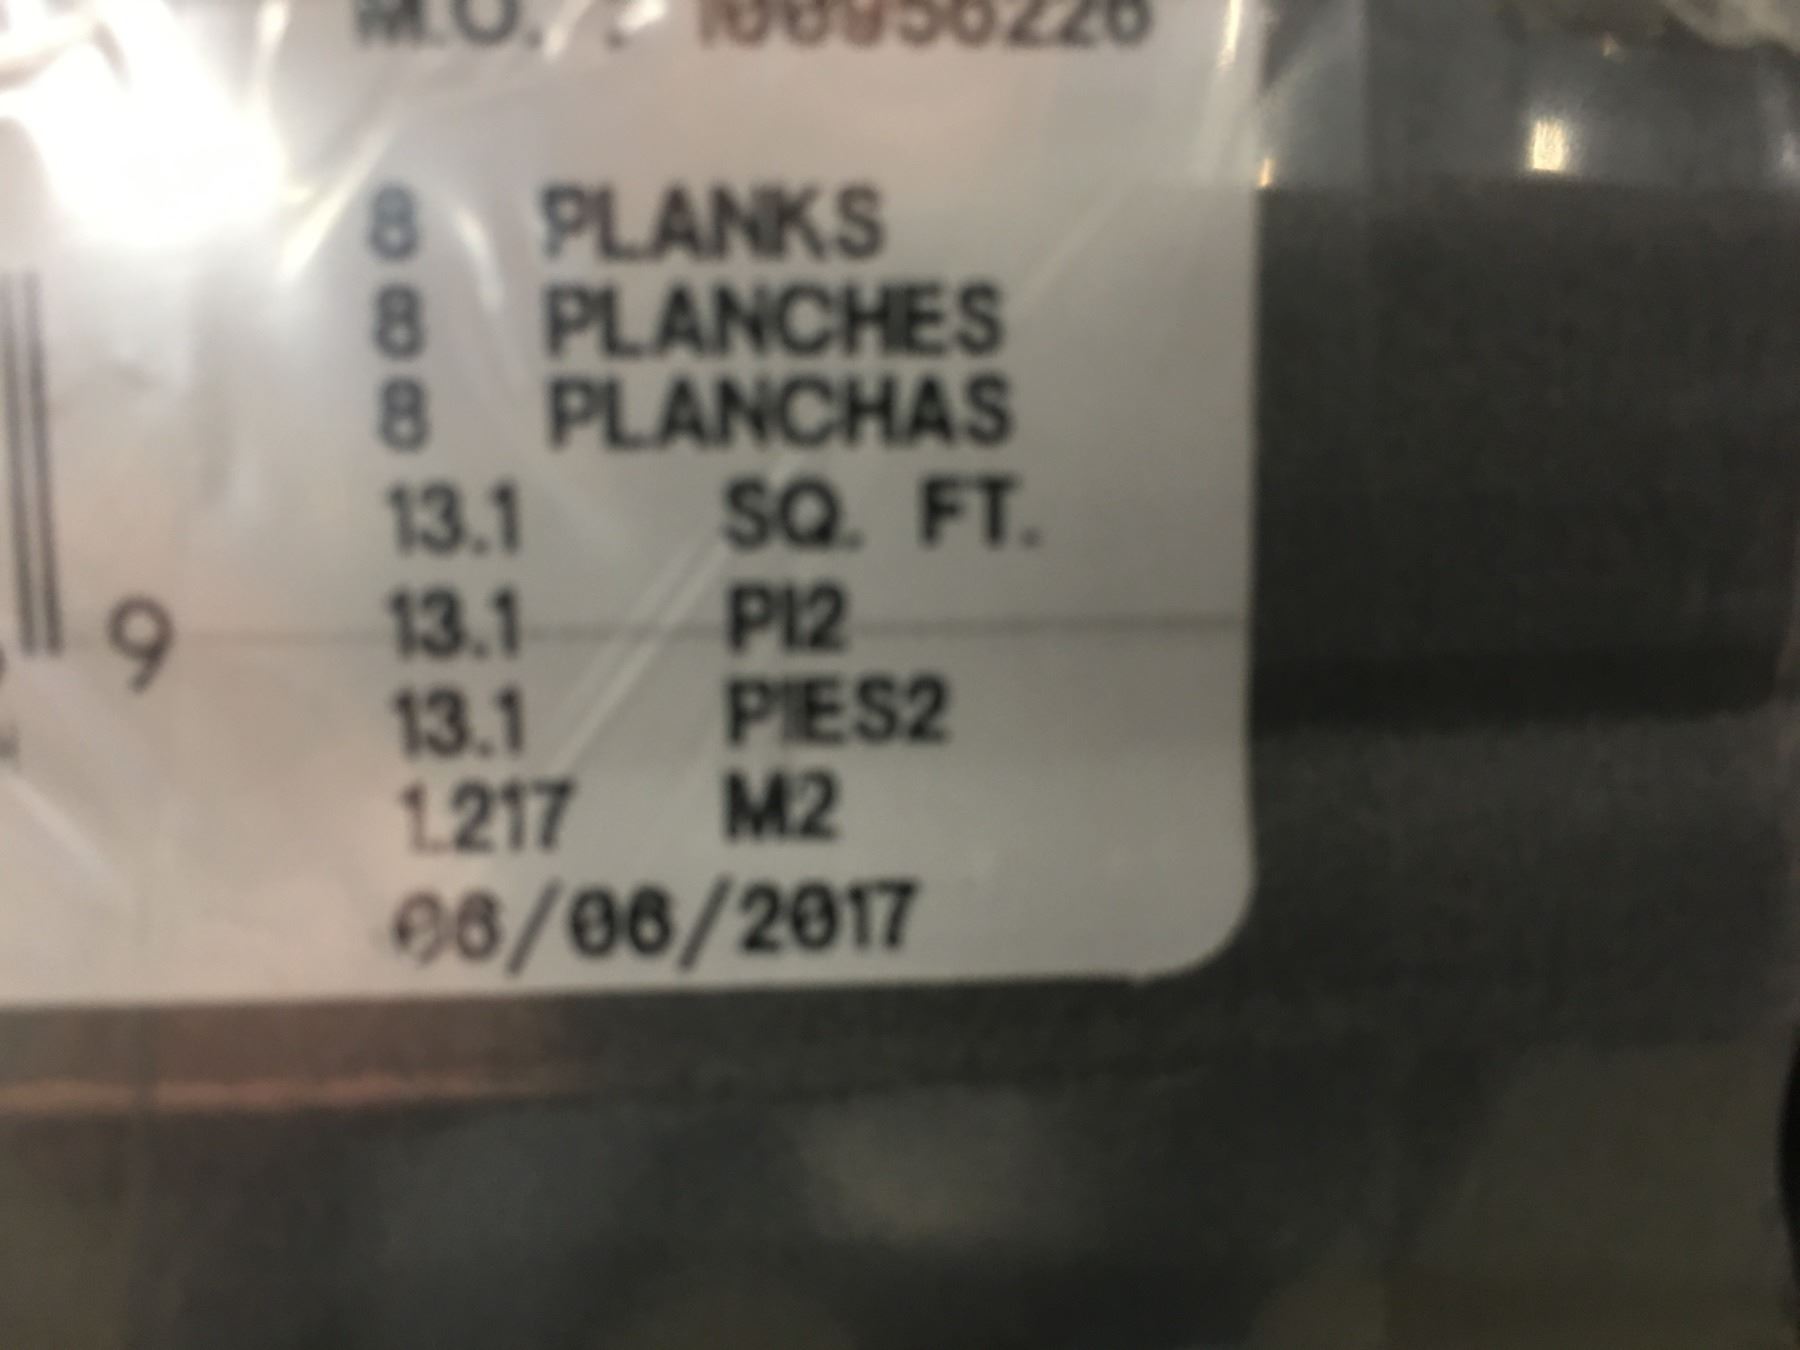 M.O. :
8 PLANKS
8 PLANCHES
8 PLANCHAS
13.1 SQ. FT.
13.1 PI2
13.1 PIES2
1.217 M2
06/06/2017
9